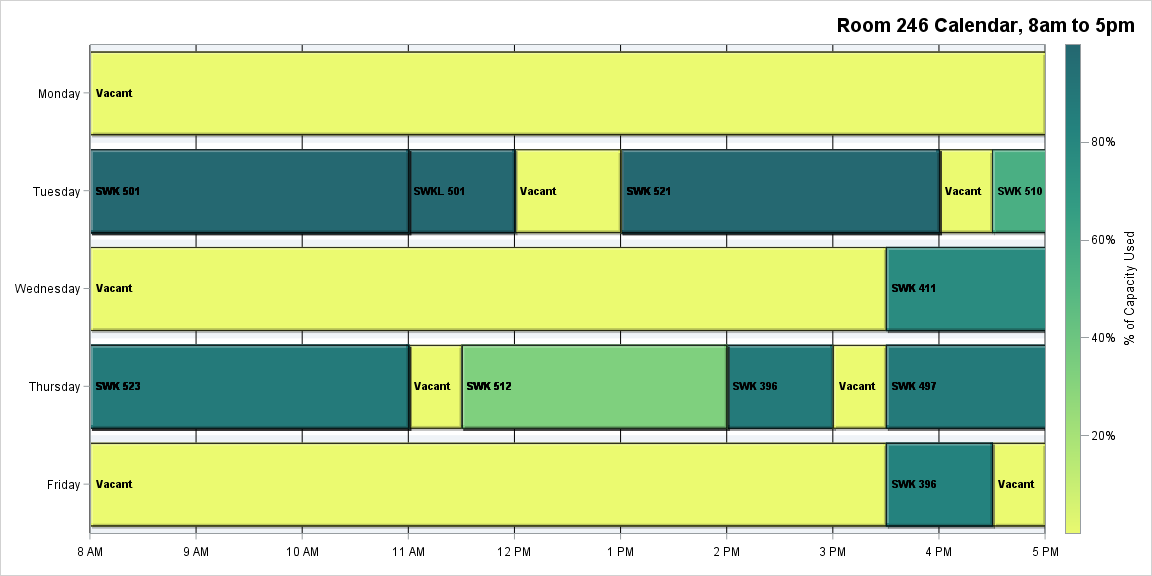 Room 246 Calendar, 8am to 5pm
Monday
Vacant
Tuesday
SWK 501
SWKL 501
Vacant
SWK 521
Vacant
SWK 510
Wednesday
Vacant
SWK 411
Thursday
SWK 523
Vacant
SWK 512
SWK 396
Vacant
SWK 497
Friday
Vacant
SWK 396
Vacant
8 AM
9 AM
10 AM
11 AM
12 PM
1 PM
2 PM
3 PM
4 PM
5 PM
80%
60%
40%
20%
% of Capacity Used